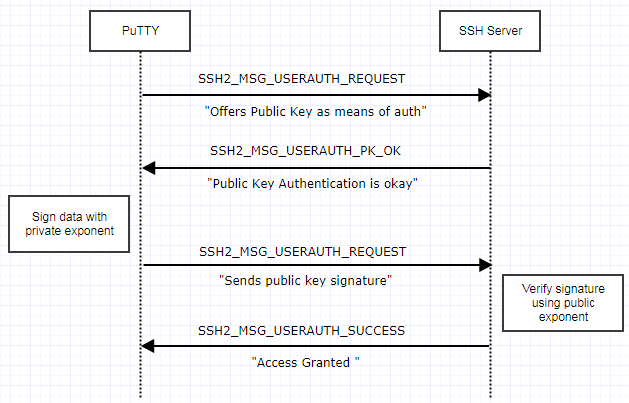 PuTTY
SSH Server
SSH2_MSG_USERAUTH_REQUEST
"Offers Public Key as means of auth"
SSH2_MSG_USERAUTH_PK_OK
"Public Key Authentication is okay"
Sign data with
private exponent
SSH2_MSG_USERAUTH_REQUEST
"Sends public key signature"
Verify signature
using public
exponent
SSH2_MSG_USERAUTH_SUCCESS
"Access Granted "